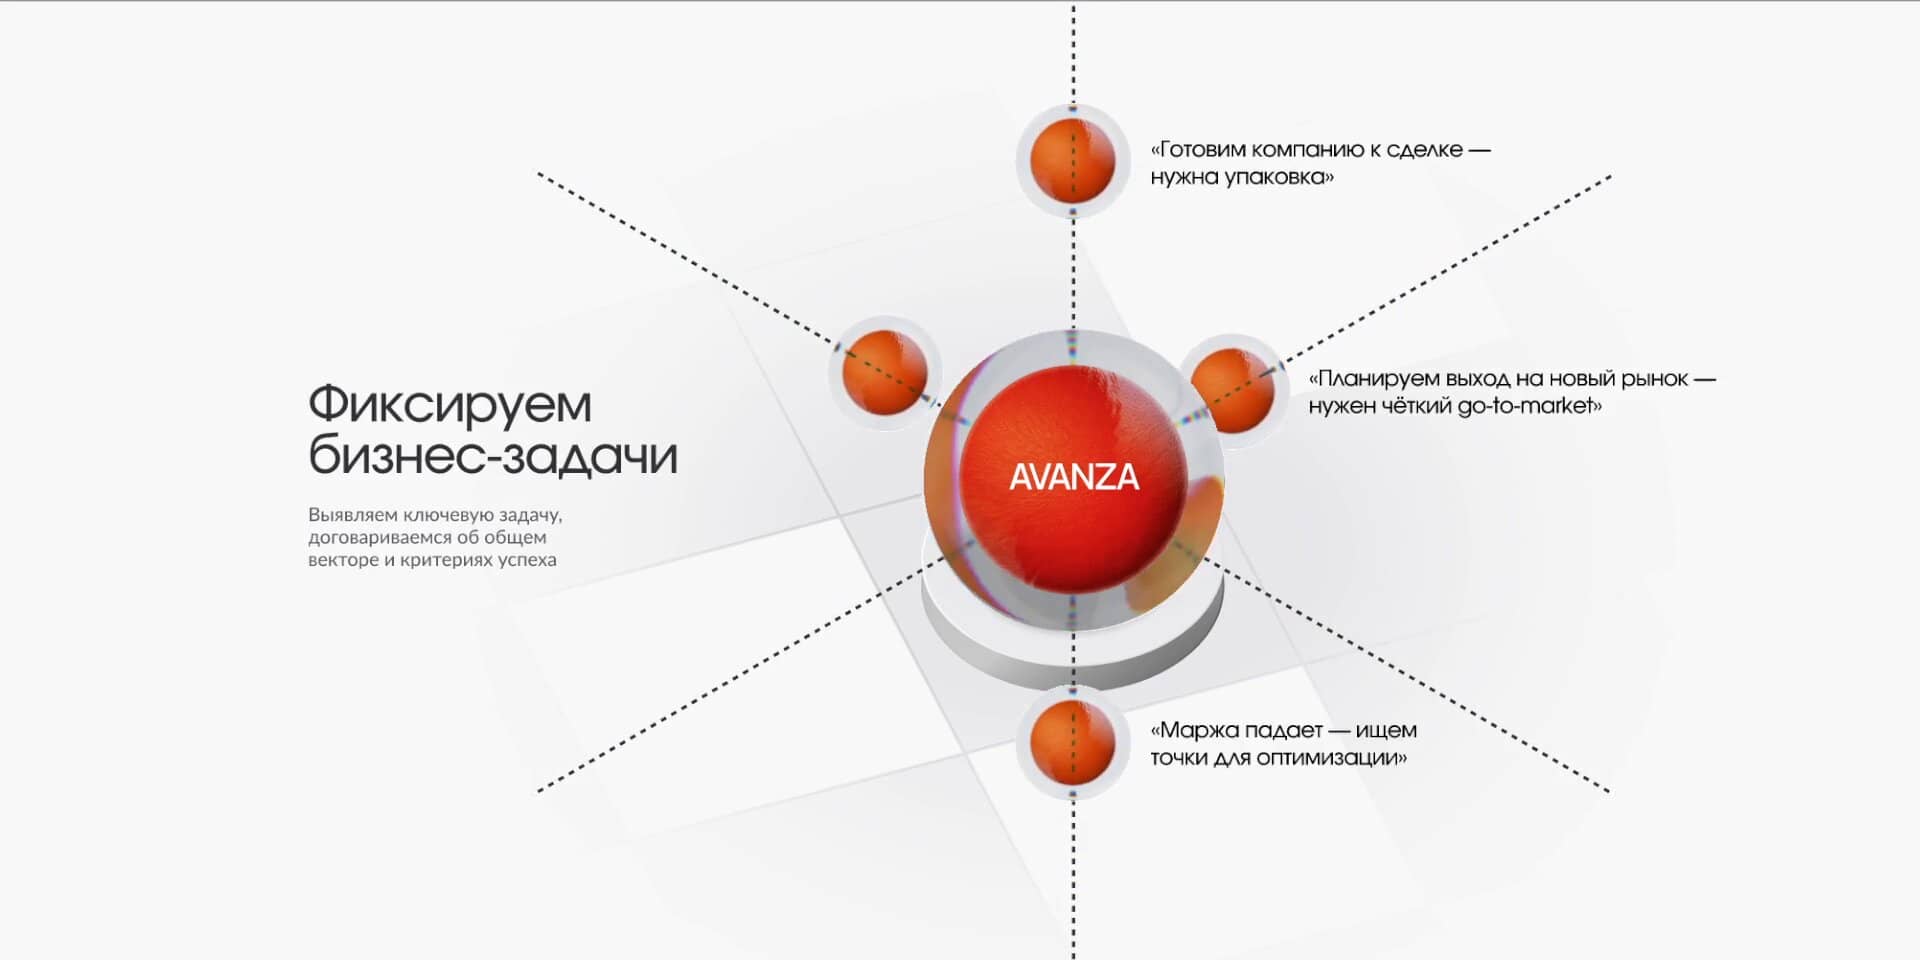 Фиксируем
бизнес-задачи
Выявляем ключевую задачу,
договариваемся об общем
векторе и критериях успеха
AVANZA
«Готовим компанию к сделке —
нужна упаковка»
«Планируем выход на новый рынок —
нужен чёткий go-to-market»
«Маржа падает — ищем
точки для оптимизации»